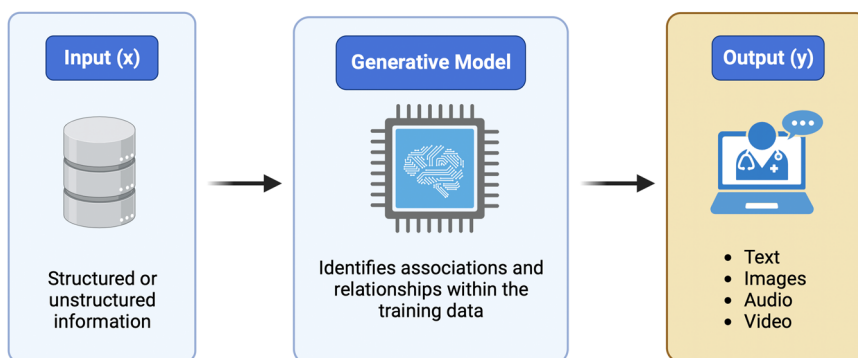 Input (x)
Structured or
unstructured
information
Generative Model
Identifies associations and
relationships within the
training data
Output (y)
• Text
• Images
• Audio
• Video